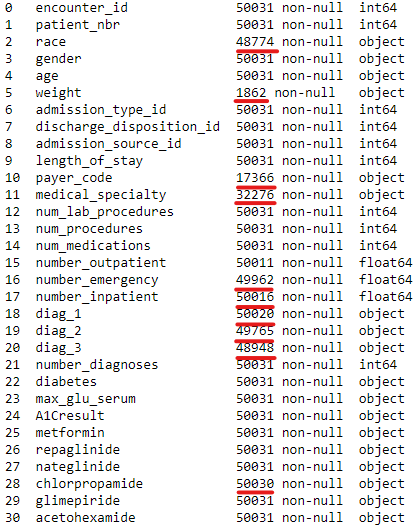 0 encounter_id 50031 non-null int64
1 patient_nbr 50031 non-null int64
2 race 48774 non-null object
3 gender 50031 non-null object
4 age 50031 non-null object
5 weight 1862 non-null object
6 admission_type_id 50031 non-null int64
7 discharge_disposition_id 50031 non-null int64
8 admission_source_id 50031 non-null int64
9 length_of_stay 50031 non-null int64
10 payer_code 17366 non-null object
11 medical_specialty 32276 non-null object
12 num_lab_procedures 50031 non-null int64
13 num_procedures 50031 non-null int64
14 num_medications 50031 non-null int64
15 number_outpatient 50011 non-null float64
16 number_emergency 49962 non-null float64
17 number_inpatient 50016 non-null float64
18 diag_1 50020 non-null object
19 diag_2 49765 non-null object
20 diag_3 48948 non-null object
21 number_diagnoses 50031 non-null int64
22 diabetes 50031 non-null object
23 max_glu_serum 50031 non-null object
24 A1Cresult 50031 non-null object
25 metformin 50031 non-null object
26 repaglinide 50031 non-null object
27 nateglinide 50031 non-null object
28 chlorpropamide 50030 non-null object
29 glimepiride 50031 non-null object
30 acetohexamide 50031 non-null object